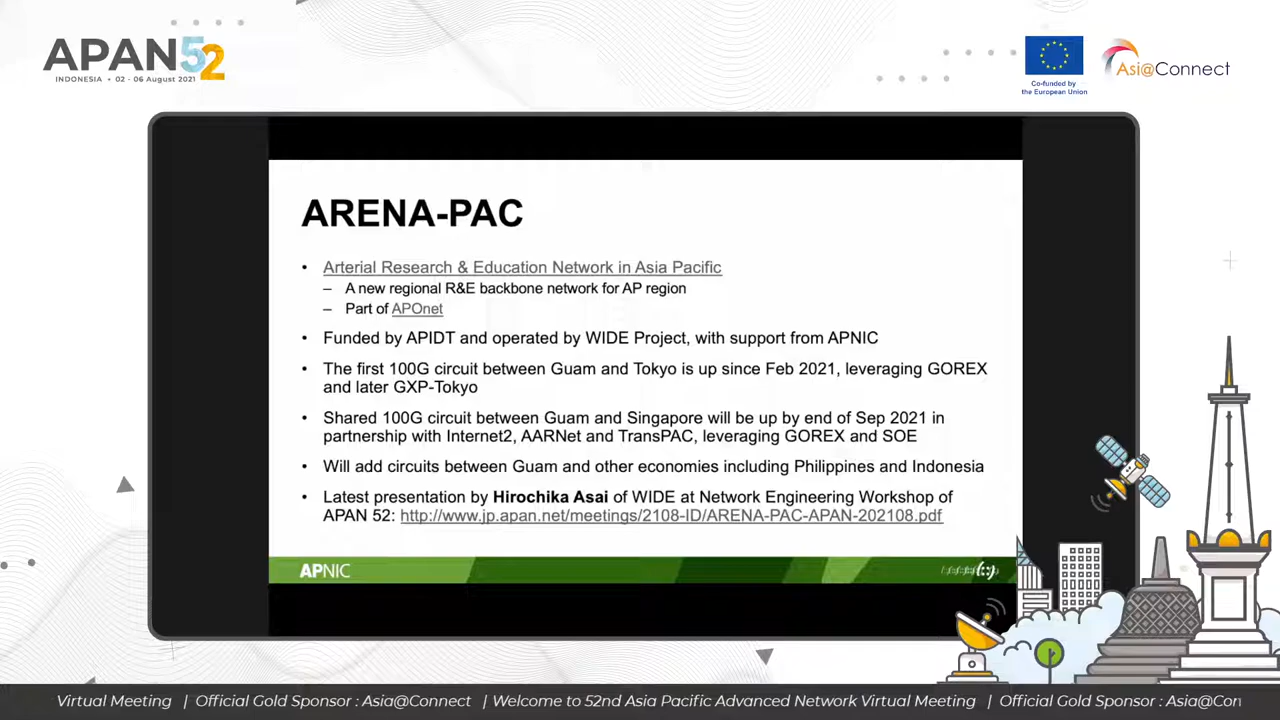 APAN52
INDONESIA • 02 - 06 August 2021
Co-funded by
the European Union
Asi@Connect
ARENA-PAC
• Arterial Research & Education Network in Asia Pacific
– A new regional R&E backbone network for AP region
– Part of APOnet
• Funded by APIDT and operated by WIDE Project, with support from APNIC
• The first 100G circuit between Guam and Tokyo is up since Feb 2021, leveraging GOREX
and later GXP-Tokyo
• Shared 100G circuit between Guam and Singapore will be up by end of Sep 2021 in
partnership with Internet2, AARNet and TransPAC, leveraging GOREX and SOE
• Will add circuits between Guam and other economies including Philippines and Indonesia
• Latest presentation by Hirochika Asai of WIDE at Network Engineering Workshop of
APAN 52: http://www.jp.apan.net/meetings/2108-ID/ARENA-PAC-APAN-202108.pdf
APNIC
Virtual Meeting | Official Gold Sponsor : Asia@Connect | Welcome to 52nd Asia Pacific Advanced Network Virtual Meeting | Official Gold Sponsor : Asia@Con